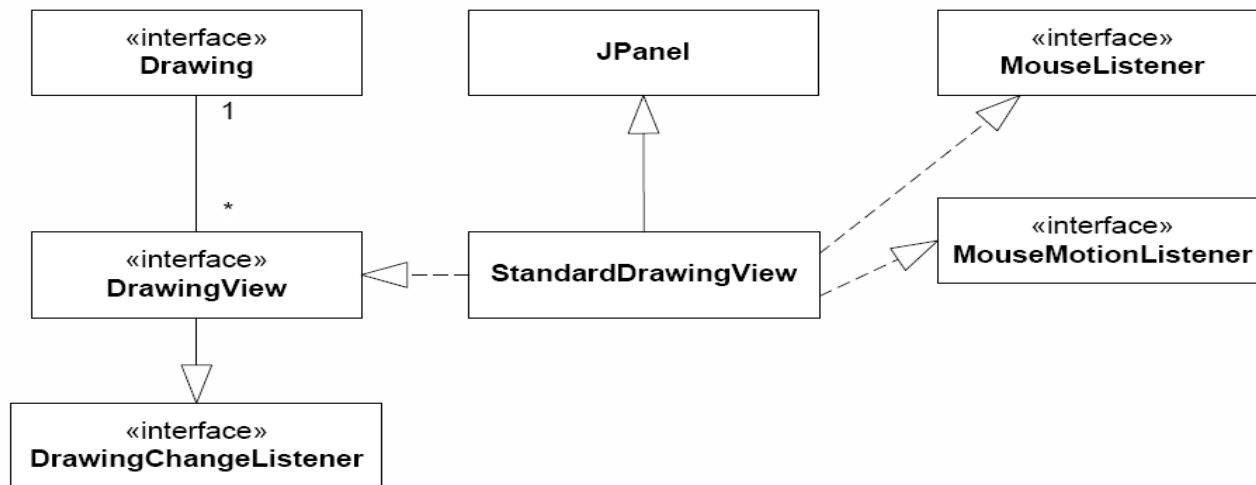 «interface»
Drawing
JPanel
«interface»
MouseListener
1
*
«interface»
MouseMotionListener
«interface»
DrawingView
StandardDrawingView
«interface»
DrawingChangeListener